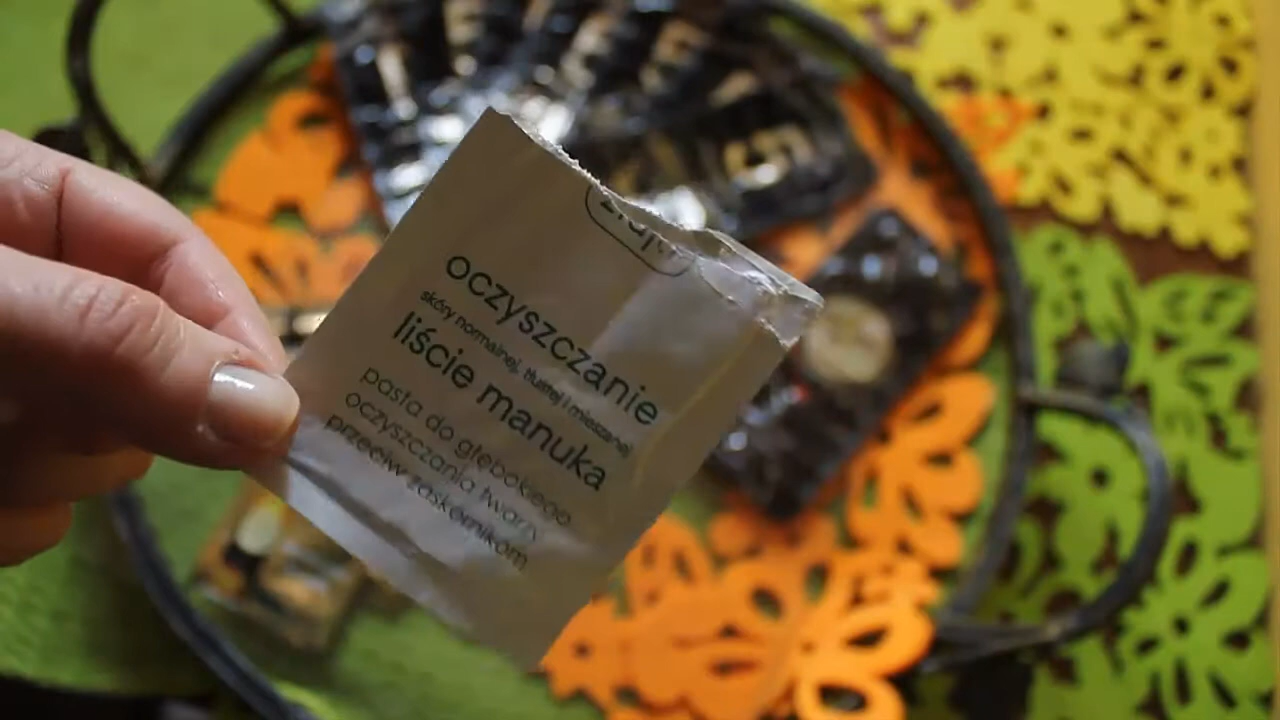 oczyszczanie
skóry normalnej, tłustej i mieszanej
liście manuka
pasta do głębokiego
oczyszczania twarzy
przeciw zaskórnikom